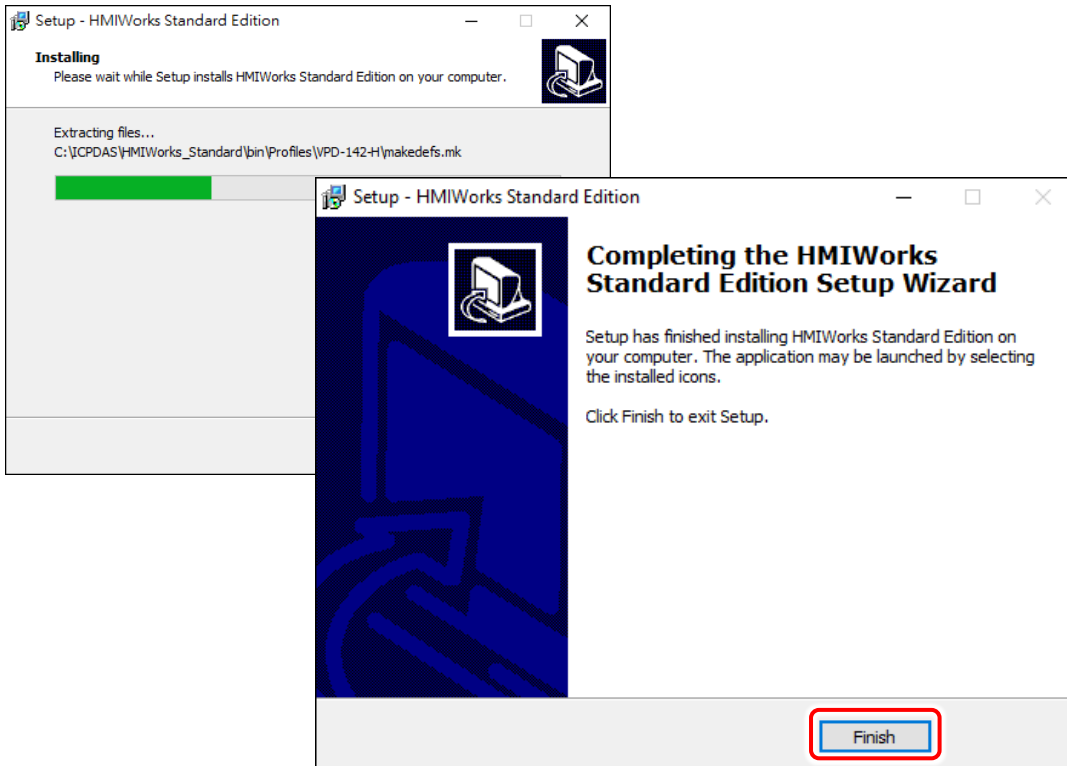 Setup - HMIWorks Standard Edition
Installing
Please wait while Setup installs HMIWorks Standard Edition on your computer.
Extracting files...
C:\ICPDAS\HMIWorks_Standard\bin\Profiles\VPD-142-H\makedefs.mk
Setup - HMIWorks Standard Edition
Completing the HMIWorks
Standard Edition Setup Wizard
Setup has finished installing HMIWorks Standard Edition on
your computer. The application may be launched by selecting
the installed icons.
Click Finish to exit Setup.
Finish